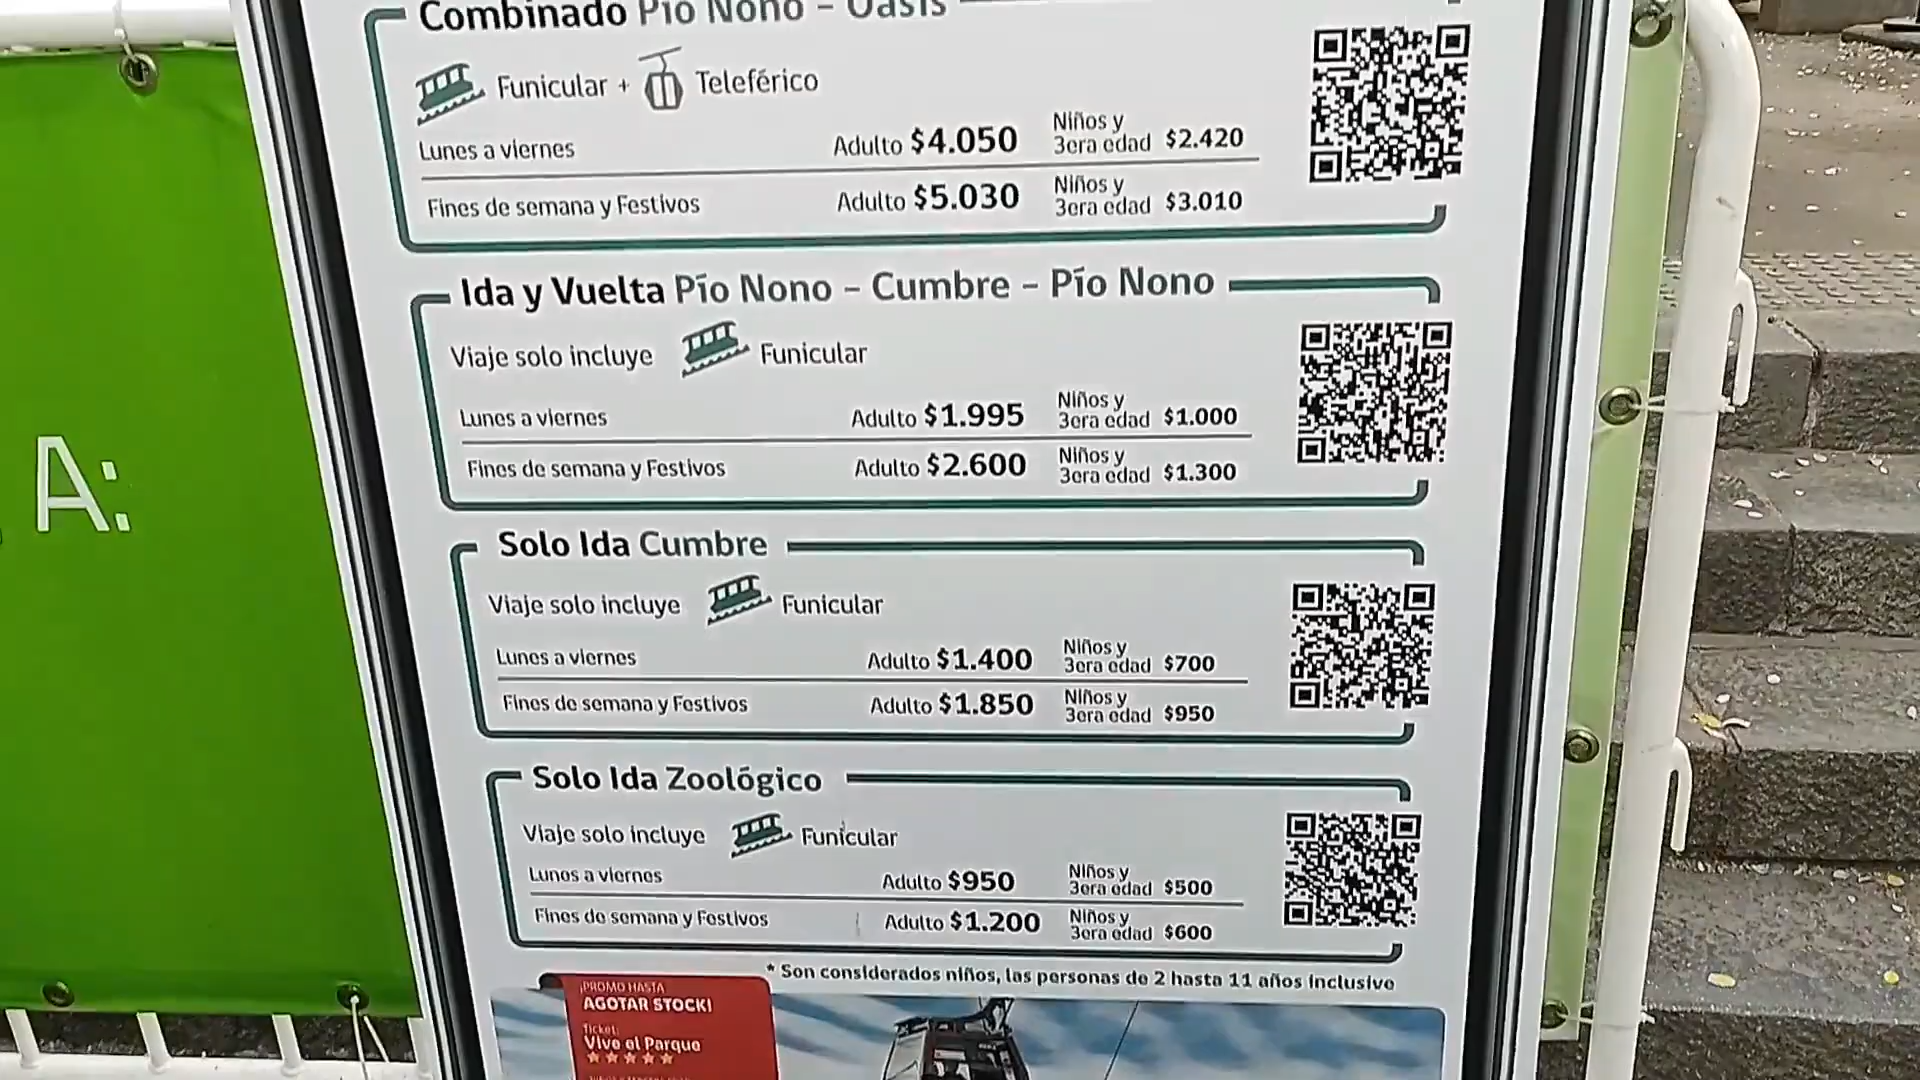 Combinado Pío Nono - Oasis
Funicular + Teleférico
Lunes a viernes Adulto $4.050 Niños y 3era edad $2.420
Fines de semana y Festivos Adulto $5.030 Niños y 3era edad $3.010
Ida y Vuelta Pío Nono - Cumbre - Pío Nono
Viaje solo incluye Funicular
Lunes a viernes Adulto $1.995 Niños y 3era edad $1.000
Fines de semana y Festivos Adulto $2.600 Niños y 3era edad $1.300
Solo Ida Cumbre
Viaje solo incluye Funicular
Lunes a viernes Adulto $1.400 Niños y 3era edad $700
Fines de semana y Festivos Adulto $1.850 Niños y 3era edad $950
Solo Ida Zoológico
Viaje solo incluye Funicular
Lunes a viernes Adulto $950 Niños y 3era edad $500
Fines de semana y Festivos Adulto $1.200 Niños y 3era edad $600
* Son considerados niños, las personas de 2 hasta 11 años inclusive
¡PROMO HASTA
AGOTAR STOCK!
Ticket:
Vive el Parque
A: